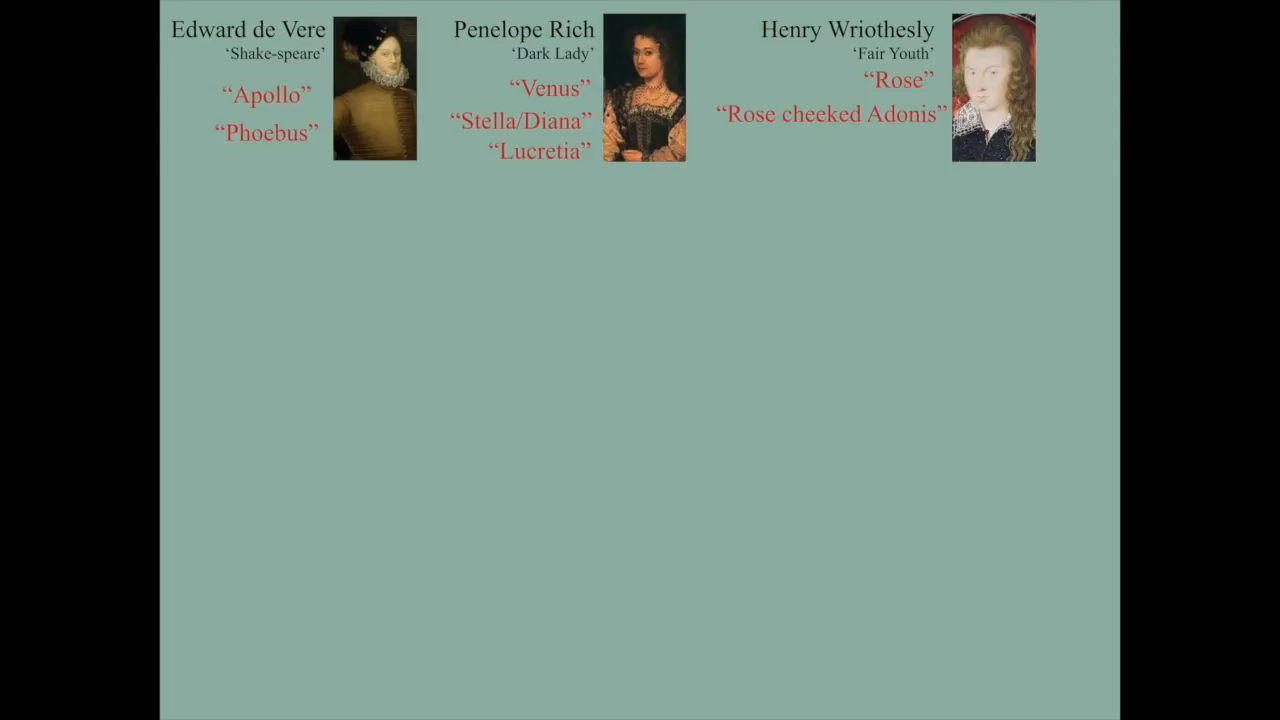 Edward de Vere
‘Shake-speare’
“Apollo”
“Phoebus”
Penelope Rich
‘Dark Lady’
“Venus”
“Stella/Diana”
“Lucretia”
Henry Wriothesly
‘Fair Youth’
“Rose”
“Rose cheeked Adonis”